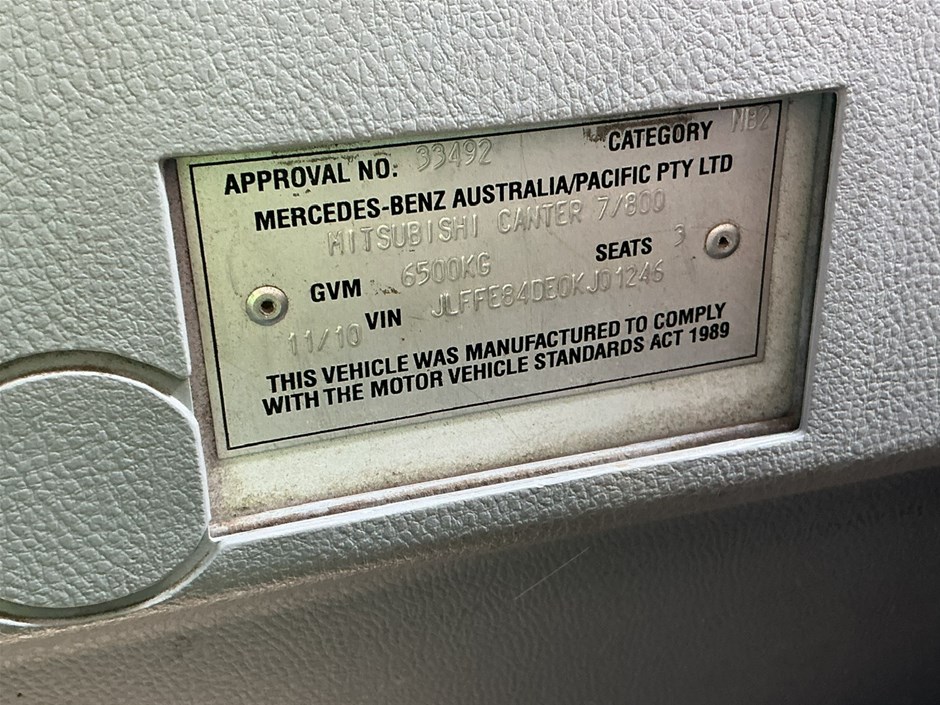 APPROVAL NO. 33492 CATEGORY NB2
MERCEDES-BENZ AUSTRALIA/PACIFIC PTY LTD
MITSUBISHI CANTER 7/800
GVM 6500KG SEATS 3
11/10 VIN JLFFE84DE0KJ01246
THIS VEHICLE WAS MANUFACTURED TO COMPLY
WITH THE MOTOR VEHICLE STANDARDS ACT 1989